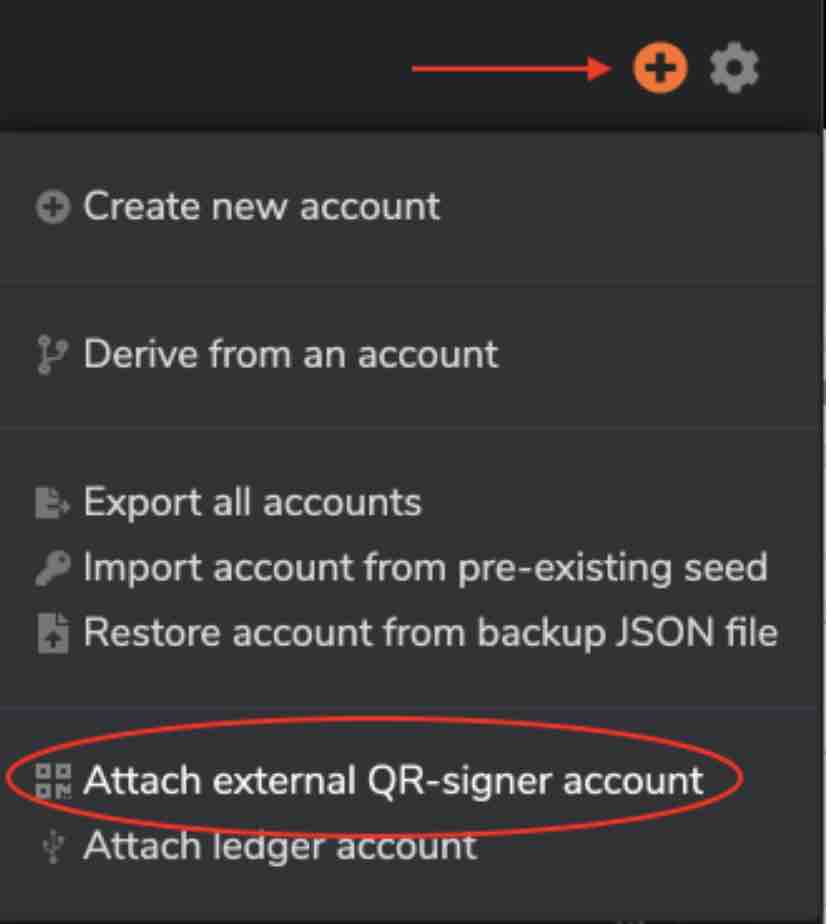 Create new account
Derive from an account
Export all accounts
Import account from pre-existing seed
Restore account from backup JSON file
Attach external QR-signer account
Attach ledger account